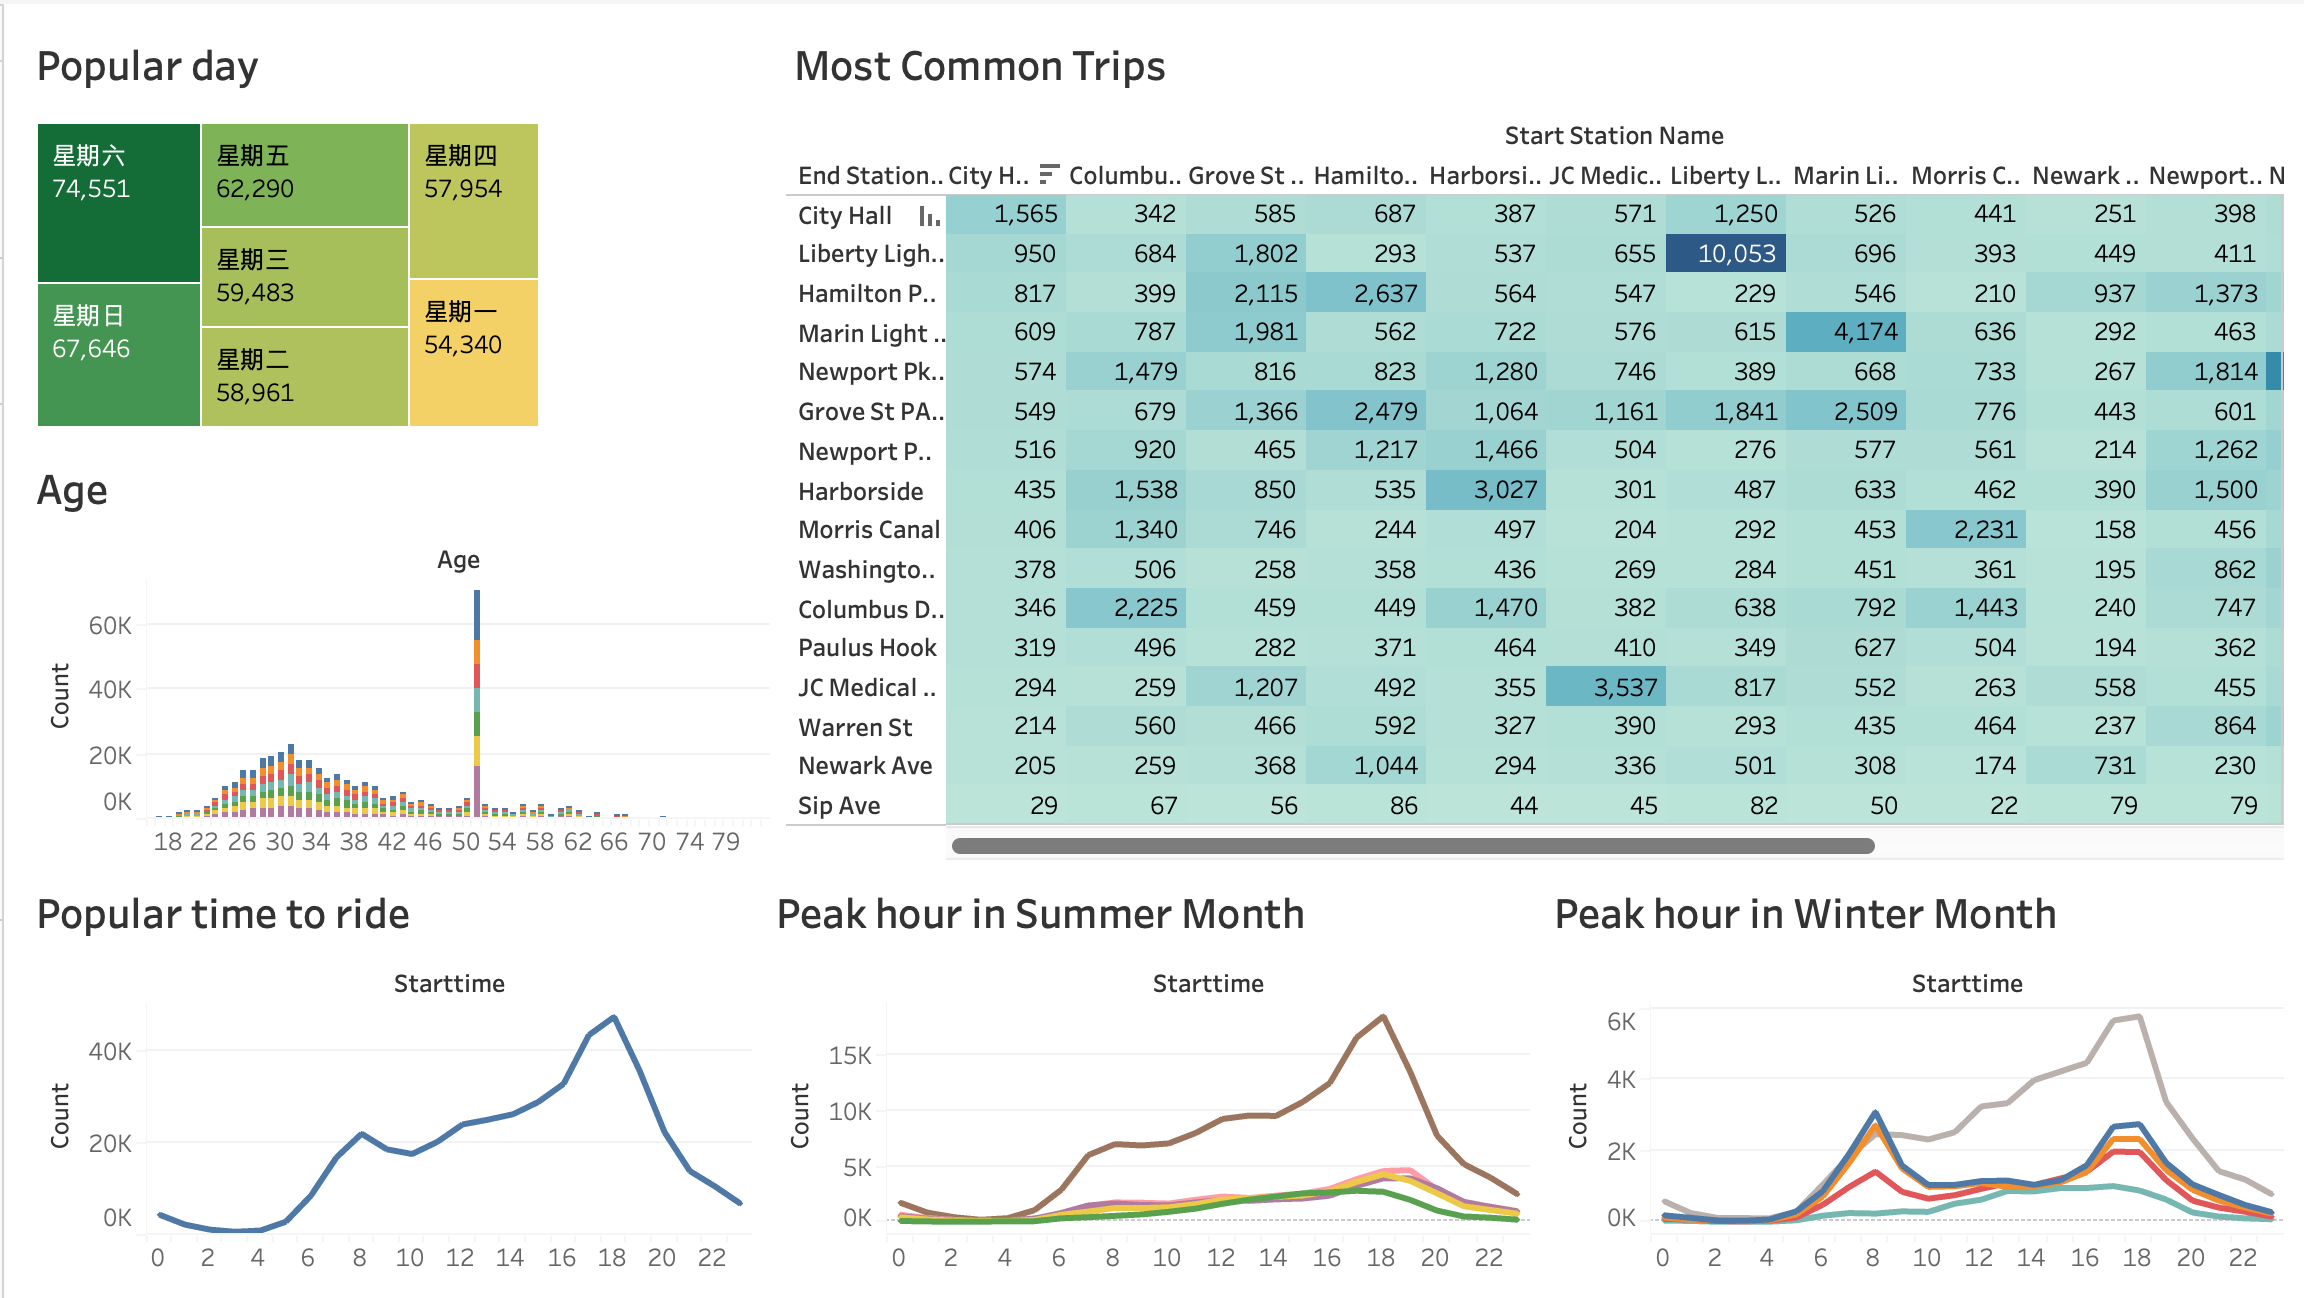 Popular day
星期六
74,551
星期日
67,646
星期五
62,290
星期三
59,483
星期二
58,961
星期四
57,954
星期一
54,340
Most Common Trips
Start Station Name
End Station.. City H.. Columbu.. Grove St .. Hamilto.. Harborsi.. JC Medic.. Liberty L.. Marin Li.. Morris C.. Newark .. Newport.. N
City Hall 1,565 342 585 687 387 571 1,250 526 441 251 398
Liberty Ligh.. 950 684 1,802 293 537 655 10,053 696 393 449 411
Hamilton P.. 817 399 2,115 2,637 564 547 229 546 210 937 1,373
Marin Light .. 609 787 1,981 562 722 576 615 4,174 636 292 463
Newport Pk.. 574 1,479 816 823 1,280 746 389 668 733 267 1,814
Grove St PA.. 549 679 1,366 2,479 1,064 1,161 1,841 2,509 776 443 601
Newport P.. 516 920 465 1,217 1,466 504 276 577 561 214 1,262
Harborside 435 1,538 850 535 3,027 301 487 633 462 390 1,500
Morris Canal 406 1,340 746 244 497 204 292 453 2,231 158 456
Washingto.. 378 506 258 358 436 269 284 451 361 195 862
Columbus D.. 346 2,225 459 449 1,470 382 638 792 1,443 240 747
Paulus Hook 319 496 282 371 464 410 349 627 504 194 362
JC Medical .. 294 259 1,207 492 355 3,537 817 552 263 558 455
Warren St 214 560 466 592 327 390 293 435 464 237 864
Newark Ave 205 259 368 1,044 294 336 501 308 174 731 230
Sip Ave 29 67 56 86 44 45 82 50 22 79 79
Age
Age
Count
60K
40K
20K
0K
18 22 26 30 34 38 42 46 50 54 58 62 66 70 74 79
Popular time to ride
Starttime
Count
40K
20K
0K
0 2 4 6 8 10 12 14 16 18 20 22
Peak hour in Summer Month
Starttime
Count
15K
10K
5K
0K
0 2 4 6 8 10 12 14 16 18 20 22
Peak hour in Winter Month
Starttime
Count
6K
4K
2K
0K
0 2 4 6 8 10 12 14 16 18 20 22